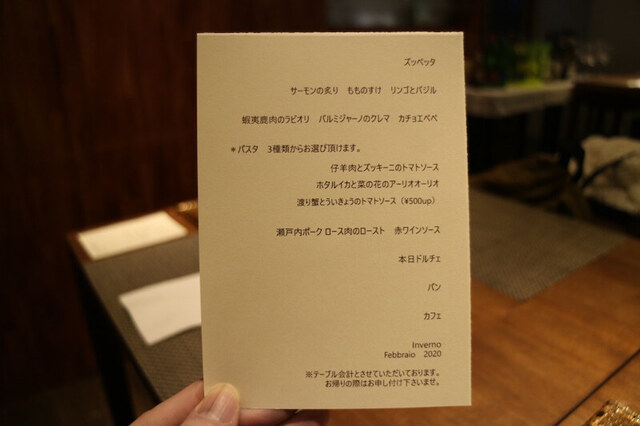 ズッペッタ
サーモンの炙り もものすけ リンゴとバジル
蝦夷鹿肉のラビオリ パルミジャーノのクレマ カチョエペペ
＊パスタ 3種類からお選び頂けます。
仔羊肉とズッキーニのトマトソース
ホタルイカと菜の花のアーリオオーリオ
渡り蟹とういきょうのトマトソース（¥500up）
瀬戸内ポーク ロース肉のロースト 赤ワインソース
本日ドルチェ
パン
カフェ
Inverno
Febbraio 2020
※テーブル会計とさせていただいております。
お帰りの際はお申し付け下さいませ。